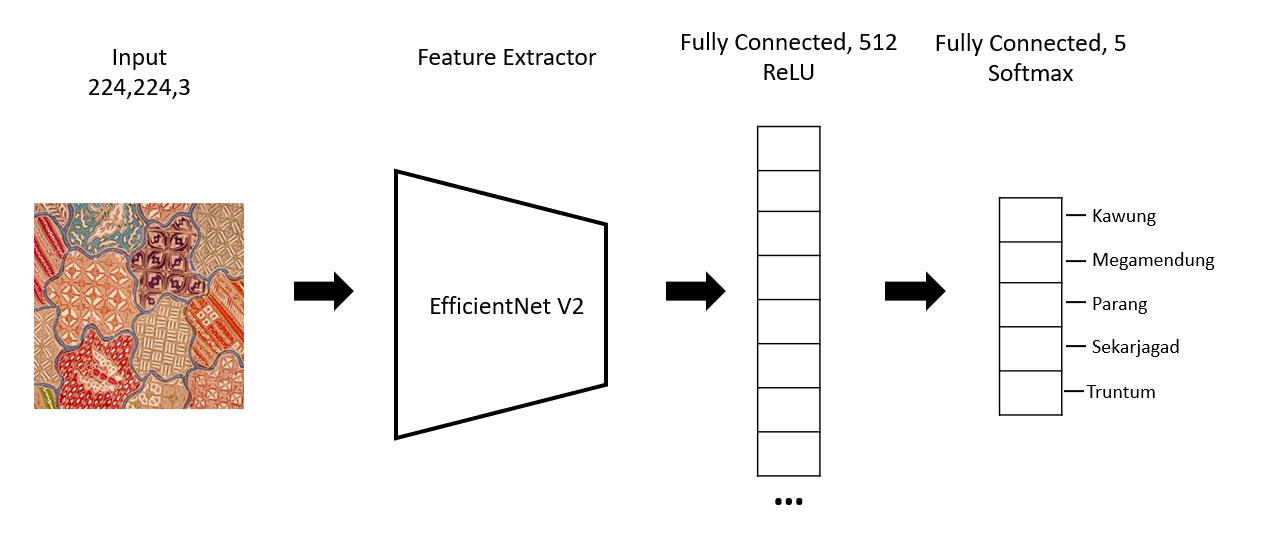 Input
224,224,3
Feature Extractor
Fully Connected, 512
ReLU
Fully Connected, 5
Softmax
EfficientNet V2
...
Kawung
Megamendung
Parang
Sekarjagad
Truntum